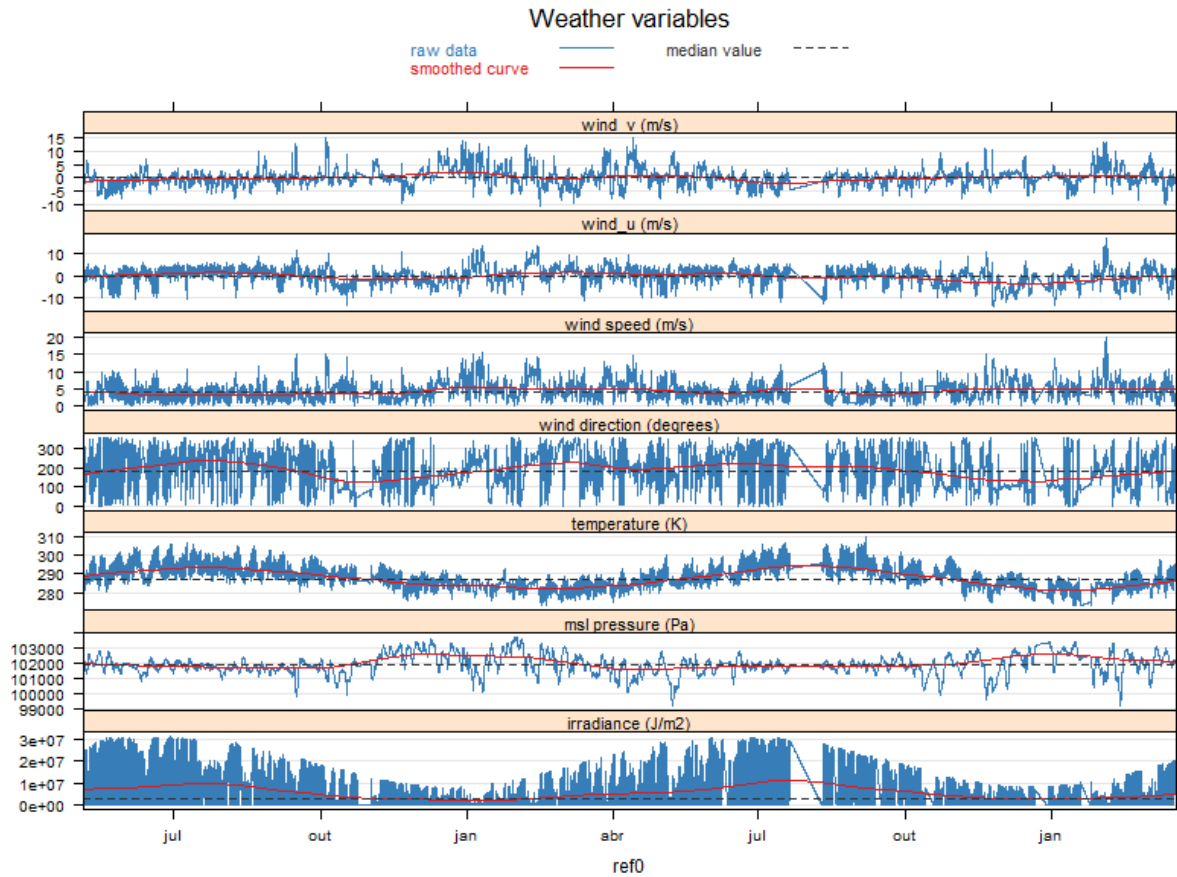 Weather variables
raw data median value
smoothed curve
wind_v (m/s)
15
10
5
0
-5
-10
wind_u (m/s)
10
0
-10
wind speed (m/s)
20
15
10
5
0
wind direction (degrees)
300
200
100
0
temperature (K)
310
300
290
280
msl pressure (Pa)
103000
102000
101000
100000
99000
irradiance (J/m2)
3e+07
2e+07
1e+07
0e+00
jul out jan abr jul out jan
ref0